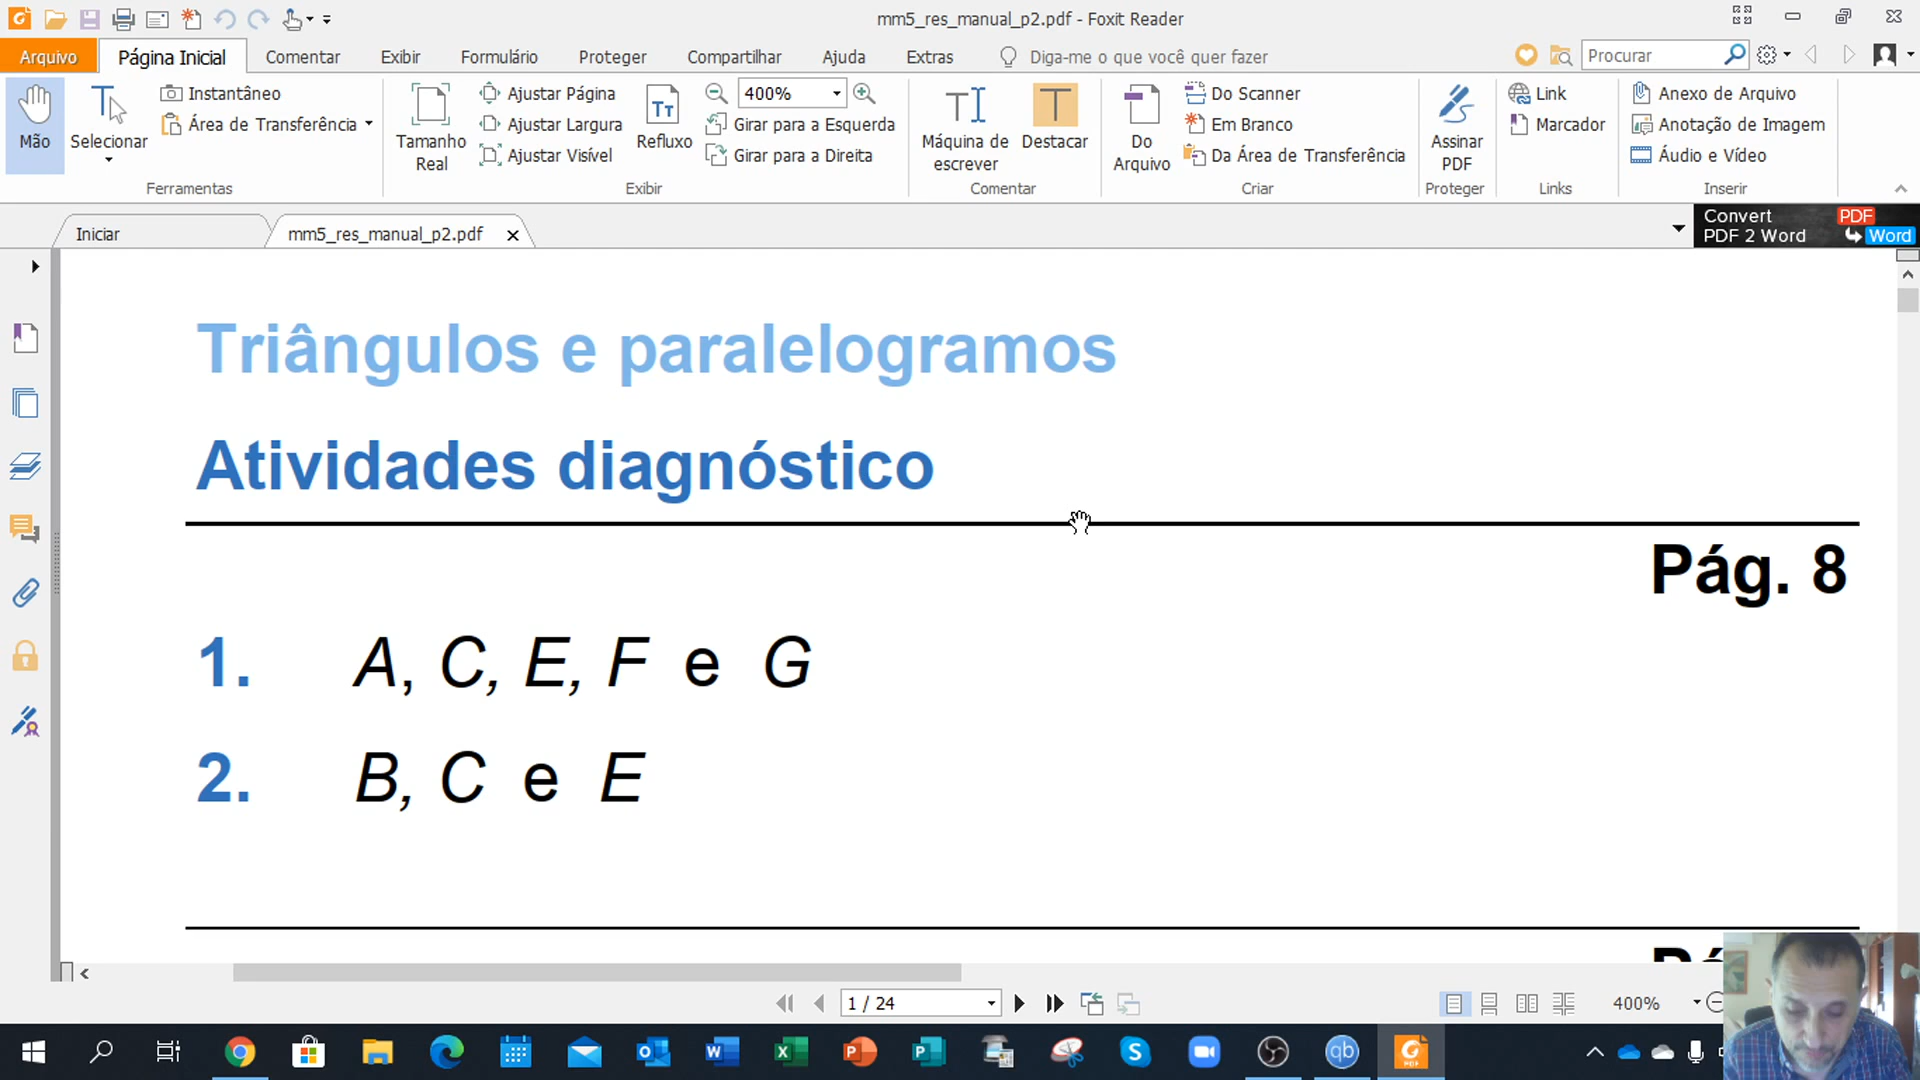 mm5_res_manual_p2.pdf - Foxit Reader
Arquivo Página Inicial Comentar Exibir Formulário Proteger Compartilhar Ajuda Extras Diga-me o que você quer fazer Procurar
Mão
Selecionar
Instantâneo
Área de Transferência
Ferramentas
Tamanho
Real
Ajustar Página
Ajustar Largura
Ajustar Visível
Refluxo
400%
Girar para a Esquerda
Girar para a Direita
Exibir
Máquina de
escrever
Destacar
Comentar
Do
Arquivo
Do Scanner
Em Branco
Da Área de Transferência
Criar
Assinar
PDF
Proteger
Link
Marcador
Links
Anexo de Arquivo
Anotação de Imagem
Áudio e Vídeo
Inserir
Iniciar
mm5_res_manual_p2.pdf
Convert PDF
PDF 2 Word Word
Triângulos e paralelogramos
Atividades diagnóstico
Pág. 8
1. A, C, E, F e G
2. B, C e E
1 / 24
400%